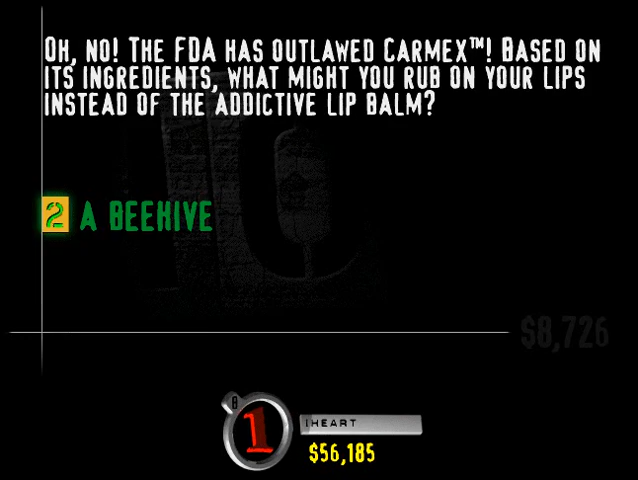 Oh, no! The FDA has outlawed Carmex™! Based on
its ingredients, what might you rub on your lips
instead of the addictive lip balm?
2 A beehive
$8,726
8
1
IHEART
$56,185